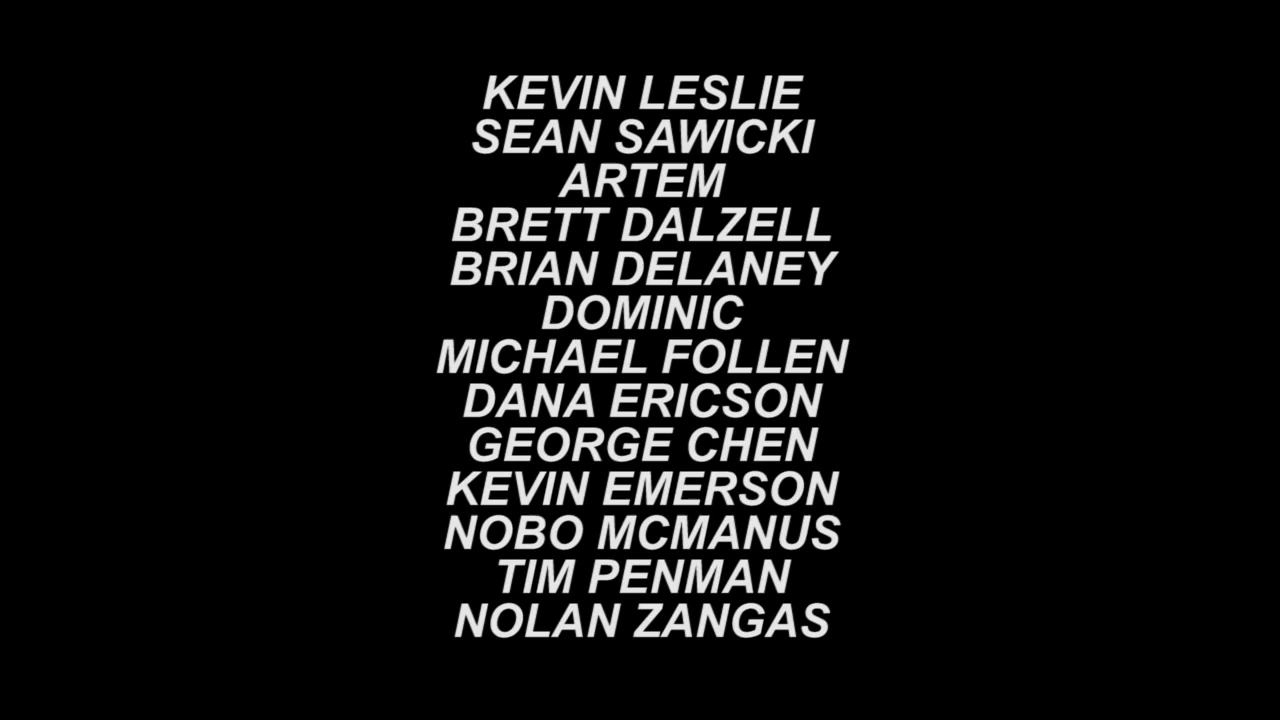 KEVIN LESLIE
SEAN SAWICKI
ARTEM
BRETT DALZELL
BRIAN DELANEY
DOMINIC
MICHAEL FOLLEN
DANA ERICSON
GEORGE CHEN
KEVIN EMERSON
NOBO MCMANUS
TIM PENMAN
NOLAN ZANGAS